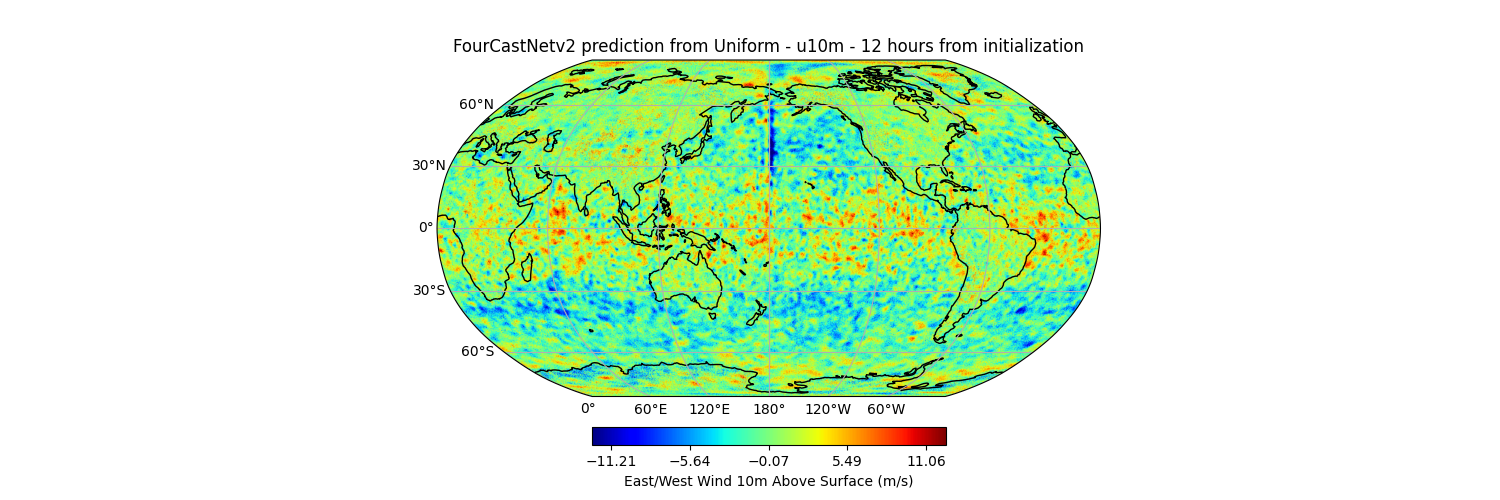 FourCastNetv2 prediction from Uniform - u10m - 12 hours from initialization
60°N
30°N
0°
30°S
60°S
0° 60°E 120°E 180° 120°W 60°W
−11.21 −5.64 −0.07 5.49 11.06
East/West Wind 10m Above Surface (m/s)